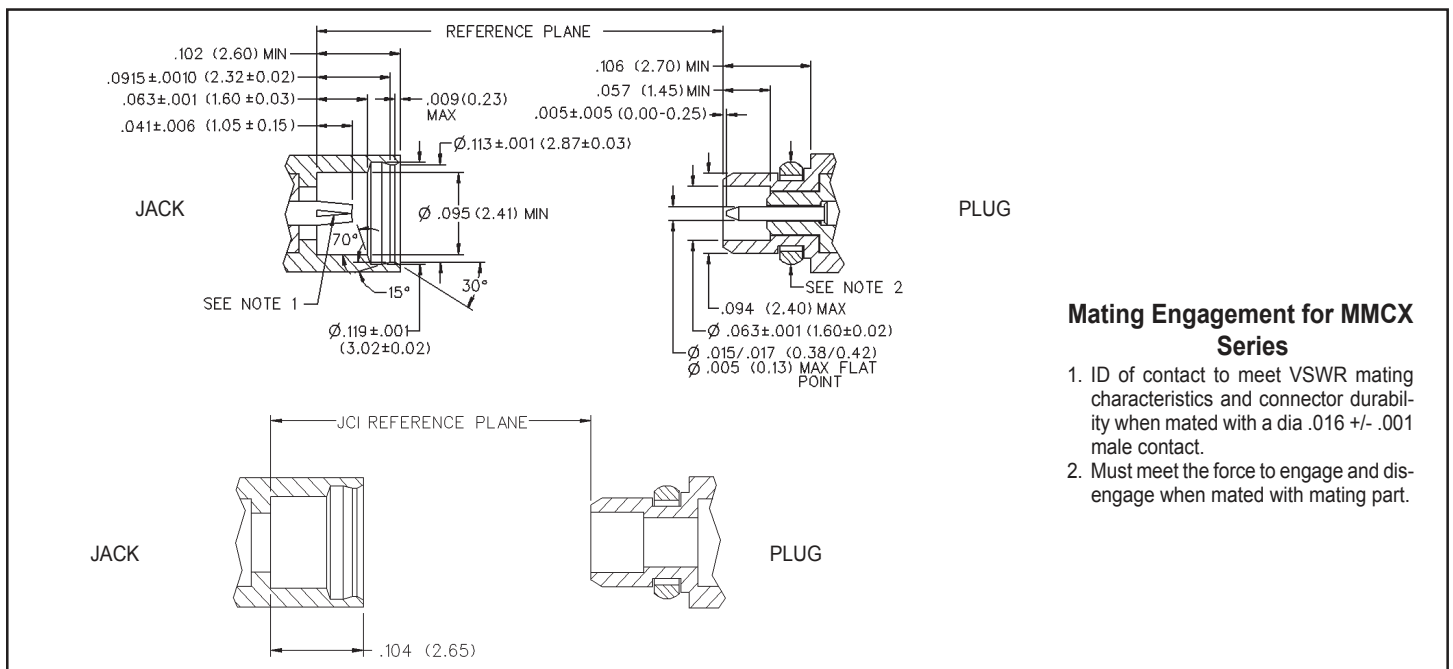 REFERENCE PLANE
.102 (2.60) MIN
.0915±.0010 (2.32±0.02)
.063±.001 (1.60±0.03)
.041±.006 (1.05±0.15)
.009(0.23)
MAX
Ø.113±.001 (2.87±0.03)
.106 (2.70) MIN
.057 (1.45) MIN
.005±.005 (0.00-0.25)
JACK
Ø .095 (2.41) MIN
PLUG
70°
30°
15°
SEE NOTE 1
SEE NOTE 2
Ø.119±.001
(3.02±0.02)
.094 (2.40) MAX
Ø .063±.001 (1.60±0.02)
Ø .015/.017 (0.38/0.42)
Ø .005 (0.13) MAX FLAT
POINT
Mating Engagement for MMCX
Series
1. ID of contact to meet VSWR mating
characteristics and connector durabil-
ity when mated with a dia .016 +/- .001
male contact.
2. Must meet the force to engage and dis-
engage when mated with mating part.
JCI REFERENCE PLANE
JACK
PLUG
.104 (2.65)